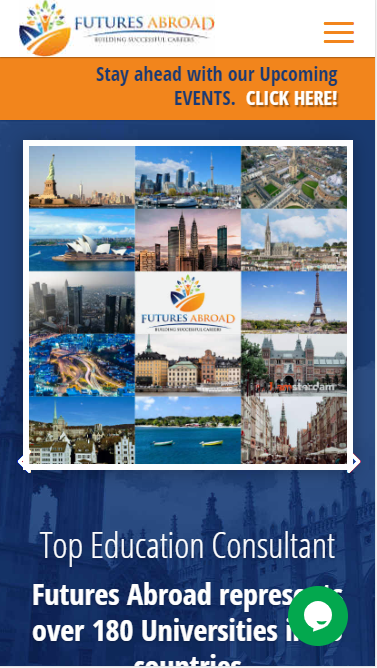 FUTURES ABROAD
BUILDING SUCCESSFUL CAREERS
Stay ahead with our Upcoming
EVENTS. CLICK HERE!
FUTURES ABROAD
BUILDING SUCCESSFUL CAREERS
Top Education Consultant
Futures Abroad represents
over 180 Universities in
countries